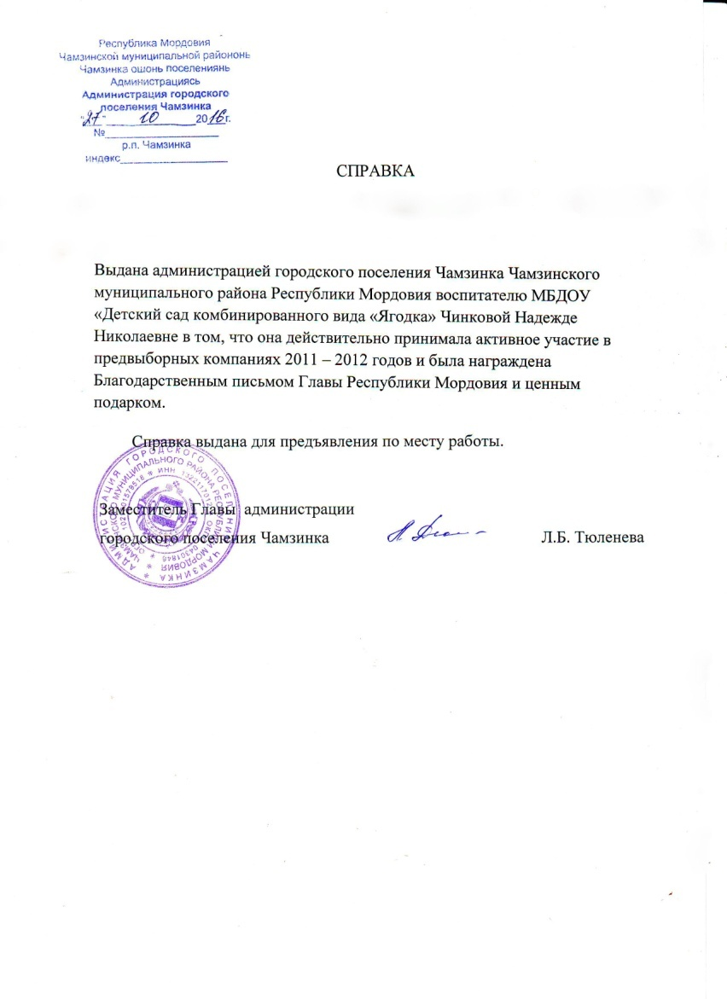 Республика Мордовия
Чамзинской муниципальной райононь
Чамзинка ошонь поселениянь
Администрациясь
Администрация городского
поселения Чамзинка
"27" 10 2016г.
№
р.п. Чамзинка
индекс
СПРАВКА
Выдана администрацией городского поселения Чамзинка Чамзинского
муниципального района Республики Мордовия воспитателю МБДОУ
«Детский сад комбинированного вида «Ягодка» Чинковой Надежде
Николаевне в том, что она действительно принимала активное участие в
предвыборных компаниях 2011 – 2012 годов и была награждена
Благодарственным письмом Главы Республики Мордовия и ценным
подарком.
Справка выдана для предъявления по месту работы.
Заместитель Главы администрации
городского поселения Чамзинка Л.Б. Тюленева
АДМИНИСТРАЦИЯ ГОРОДСКОГО ПОСЕЛЕНИЯ ЧАМЗИНКА
ЧАМЗИНСКОГО МУНИЦИПАЛЬНОГО РАЙОНА РЕСПУБЛИКИ МОРДОВИЯ
ИНН